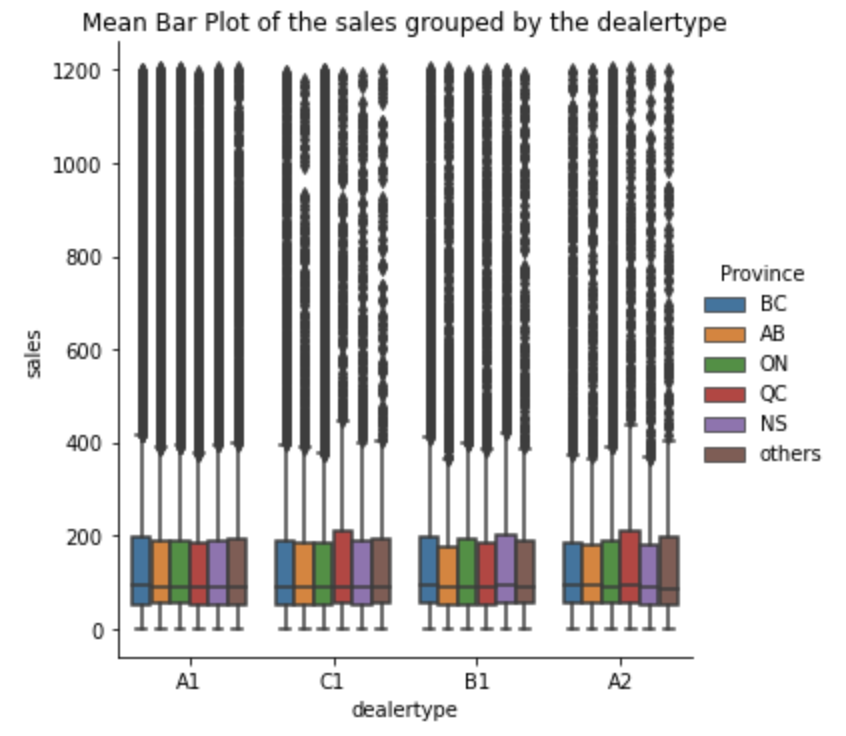 Mean Bar Plot of the sales grouped by the dealertype
1200
1000
800
600
400
200
0
sales
A1 C1 B1 A2
dealertype
Province
BC
AB
ON
QC
NS
others